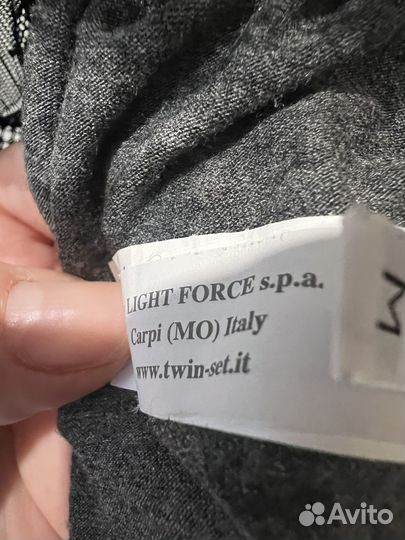 LIGHT FORCE s.p.a.
Carpi (MO) Italy
www.twin-set.it
M
Avito